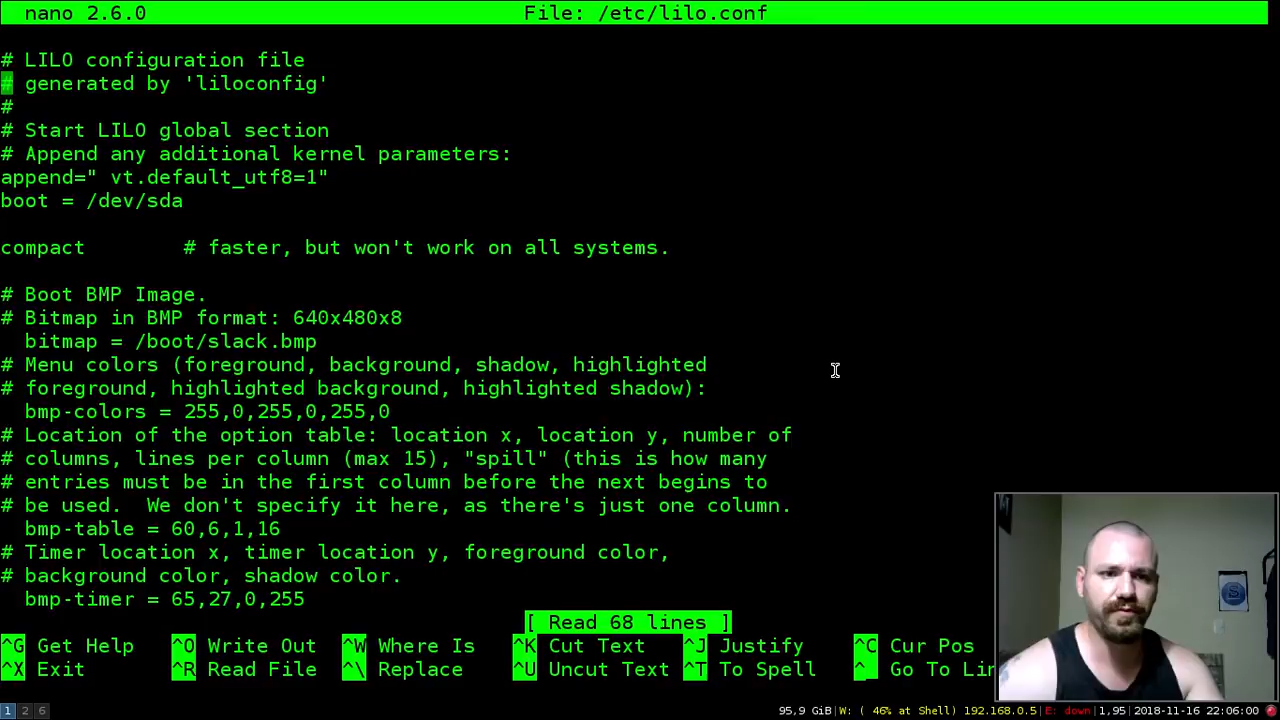 nano 2.6.0 File: /etc/lilo.conf
# LILO configuration file
# generated by 'liloconfig'
#
# Start LILO global section
# Append any additional kernel parameters:
append=" vt.default_utf8=1"
boot = /dev/sda
compact        # faster, but won't work on all systems.
# Boot BMP Image.
# Bitmap in BMP format: 640x480x8
  bitmap = /boot/slack.bmp
# Menu colors (foreground, background, shadow, highlighted
# foreground, highlighted background, highlighted shadow):
  bmp-colors = 255,0,255,0,255,0
# Location of the option table: location x, location y, number of
# columns, lines per column (max 15), "spill" (this is how many
# entries must be in the first column before the next begins to
# be used.  We don't specify it here, as there's just one column.
  bmp-table = 60,6,1,16
# Timer location x, timer location y, foreground color,
# background color, shadow color.
  bmp-timer = 65,27,0,255
[ Read 68 lines ]
^G Get Help ^O Write Out ^W Where Is ^K Cut Text ^J Justify ^C Cur Pos
^X Exit ^R Read File ^\ Replace ^U Uncut Text ^T To Spell ^_ Go To Lin
1 2 6 95,9 GiB|W: ( 46% at Shell) 192.168.0.5|E: down|1,95|2018-11-16 22:06:00